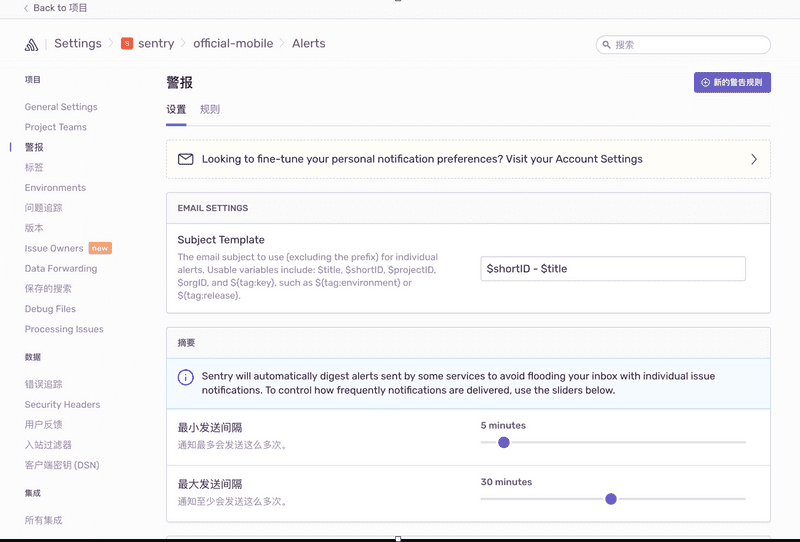 Back to 项目
Settings
S sentry
official-mobile
Alerts
搜索
项目
General Settings
Project Teams
警报
标签
Environments
问题追踪
版本
Issue Owners new
Data Forwarding
保存的搜索
Debug Files
Processing Issues
数据
错误追踪
Security Headers
用户反馈
入站过滤器
客户端密钥 (DSN)
集成
所有集成
警报
新的警告规则
设置 规则
Looking to fine-tune your personal notification preferences? Visit your Account Settings
EMAIL SETTINGS
Subject Template
The email subject to use (excluding the prefix) for individual
alerts. Usable variables include: $title, $shortID, $projectID,
$orgID, and ${tag:key}, such as ${tag:environment} or
${tag:release}.
$shortID - $title
摘要
Sentry will automatically digest alerts sent by some services to avoid flooding your inbox with individual issue
notifications. To control how frequently notifications are delivered, use the sliders below.
最小发送间隔
通知最多会发送这么多次。
5 minutes
最大发送间隔
通知至少会发送这么多次。
30 minutes